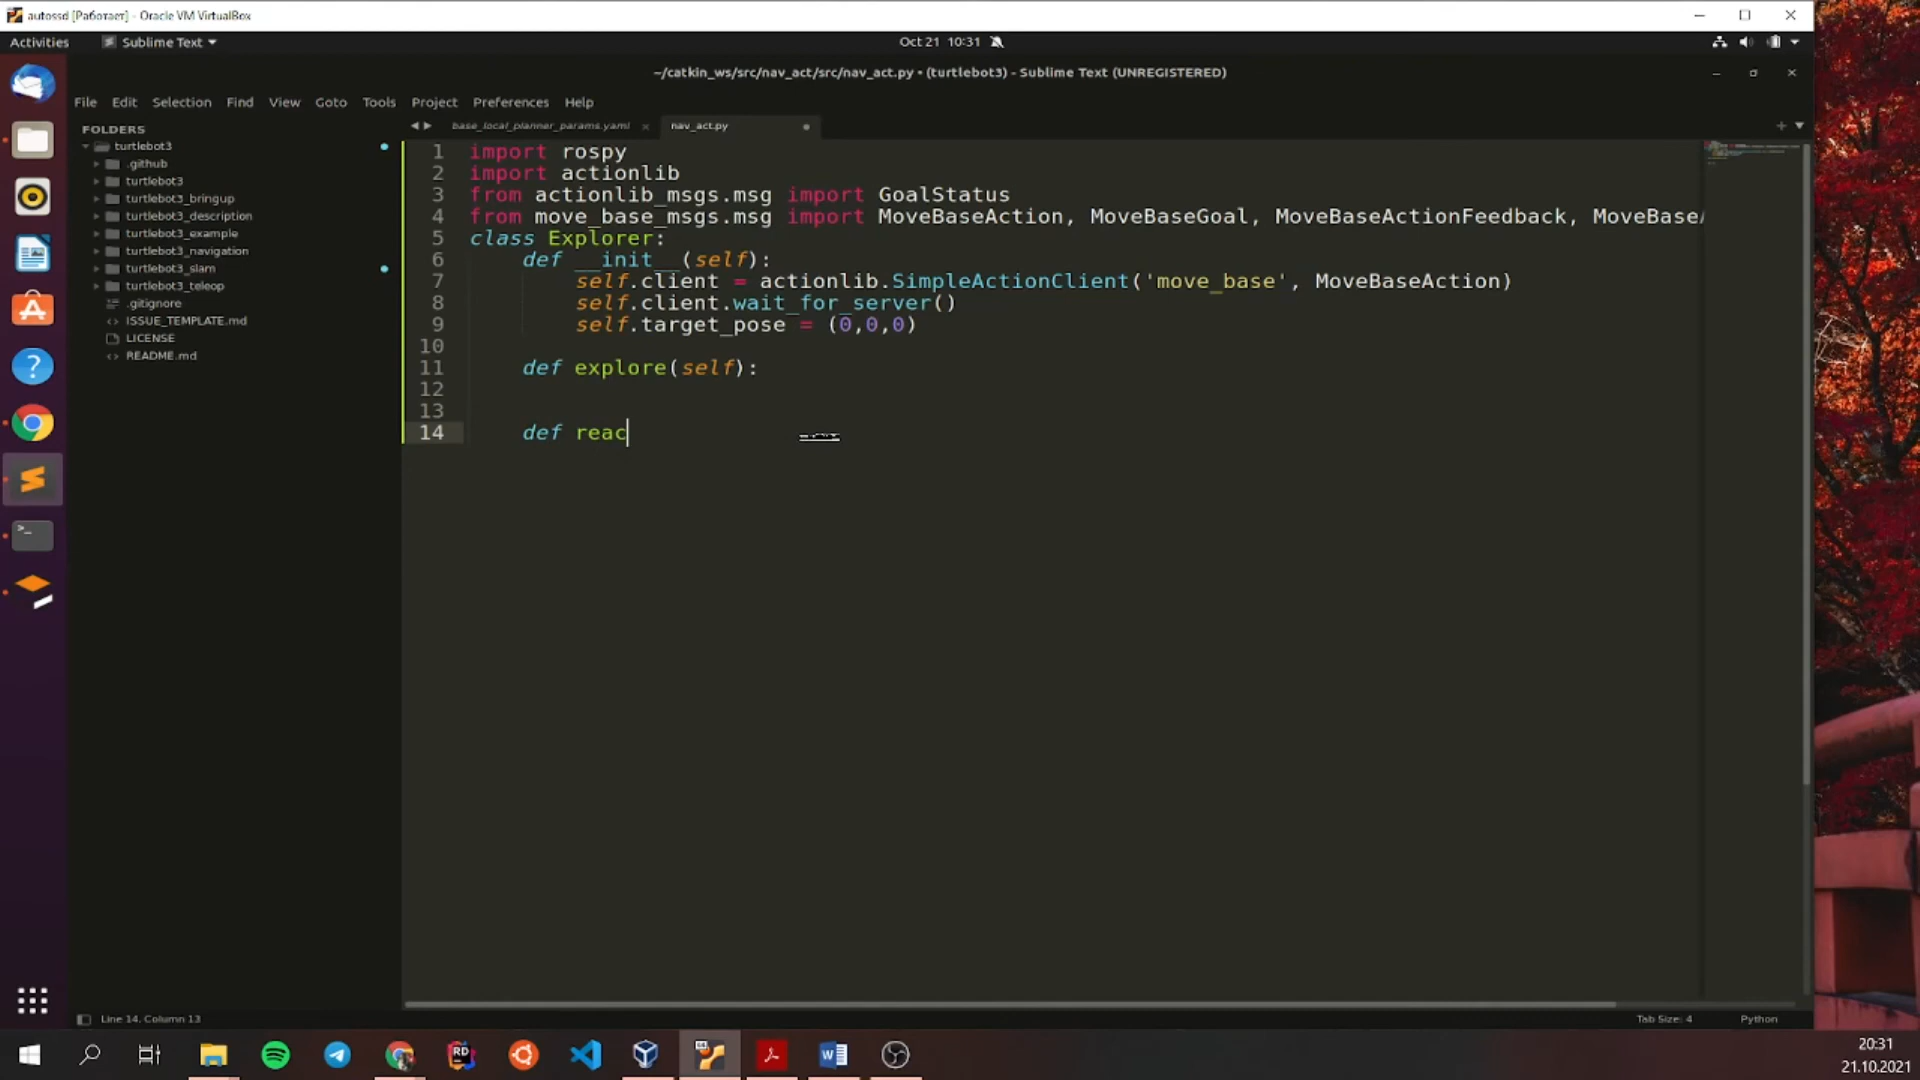 autossd [Работает] - Oracle VM VirtualBox
Activities
Sublime Text
Oct 21 10:31
~/catkin_ws/src/nav_act/src/nav_act.py • (turtlebot3) - Sublime Text (UNREGISTERED)
File Edit Selection Find View Goto Tools Project Preferences Help
FOLDERS
turtlebot3
.github
turtlebot3
turtlebot3_bringup
turtlebot3_description
turtlebot3_example
turtlebot3_navigation
turtlebot3_slam
turtlebot3_teleop
.gitignore
ISSUE_TEMPLATE.md
LICENSE
README.md
base_local_planner_params.yaml
nav_act.py
1 import rospy
2 import actionlib
3 from actionlib_msgs.msg import GoalStatus
4 from move_base_msgs.msg import MoveBaseAction, MoveBaseGoal, MoveBaseActionFeedback, MoveBaseA
5 class Explorer:
6 def __init__(self):
7 self.client = actionlib.SimpleActionClient('move_base', MoveBaseAction)
8 self.client.wait_for_server()
9 self.target_pose = (0,0,0)
10
11 def explore(self):
12
13
14 def reac
Line 14, Column 13
Tab Size: 4
Python
20:31
21.10.2021